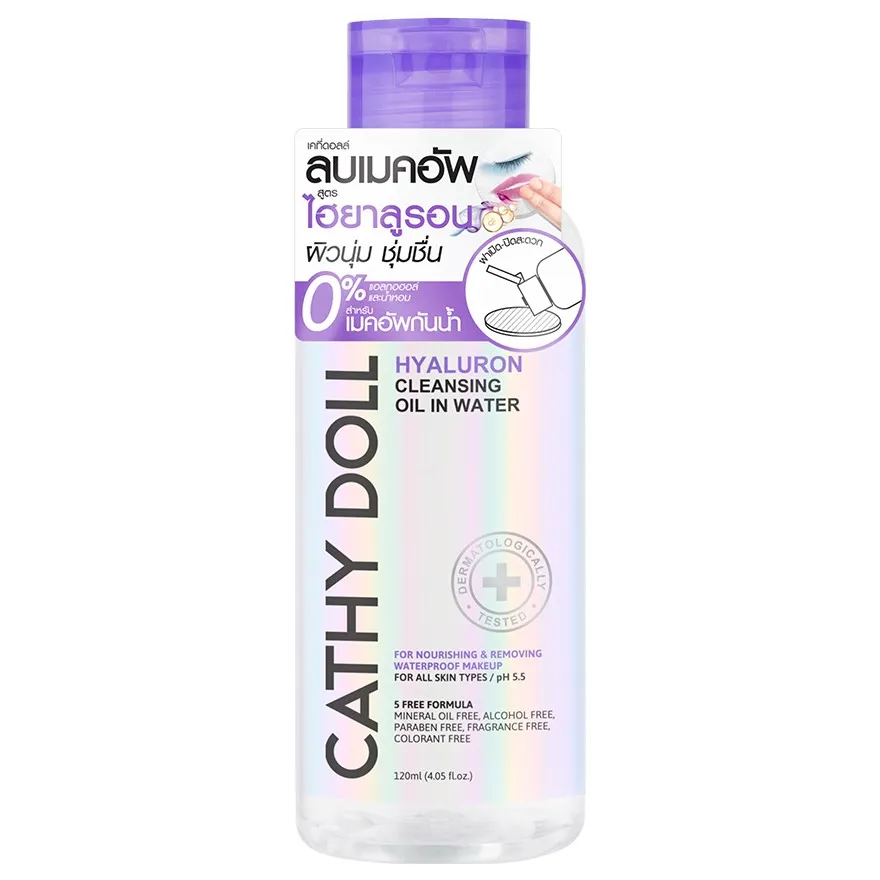 เคที่ดอลล์
ลบเมคอัพ
สูตร
ไฮยาลูรอน
ผิวนุ่ม ชุ่มชื่น
0%
แอลกอฮอล์
และน้ำหอม
สำหรับ
เมคอัพกันน้ำ
ฝาเปิด-ปิดสะดวก
CATHY DOLL
HYALURON
CLEANSING
OIL IN WATER
DERMATOLOGICALLY
TESTED
FOR NOURISHING & REMOVING
WATERPROOF MAKEUP
FOR ALL SKIN TYPES / pH 5.5
5 FREE FORMULA
MINERAL OIL FREE, ALCOHOL FREE,
PARABEN FREE, FRAGRANCE FREE,
COLORANT FREE
120ml (4.05 fl.oz.)